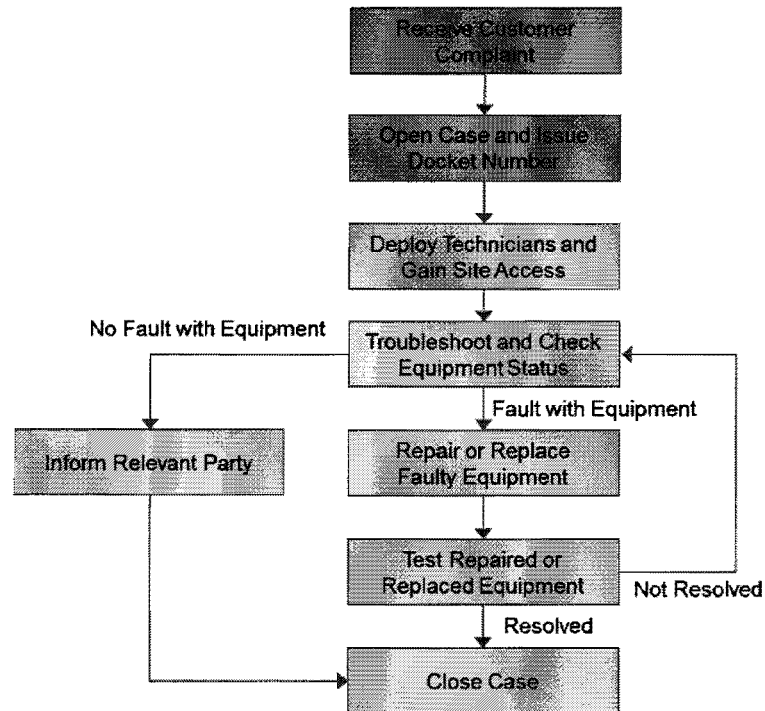 Receive Customer
Complaint
Open Case and Issue
Docket Number
Deploy Technicians and
Gain Site Access
No Fault with Equipment
Troubleshoot and Check
Equipment Status
Fault with Equipment
Inform Relevant Party
Repair or Replace
Faulty Equipment
Test Repaired or
Replaced Equipment
Not Resolved
Resolved
Close Case